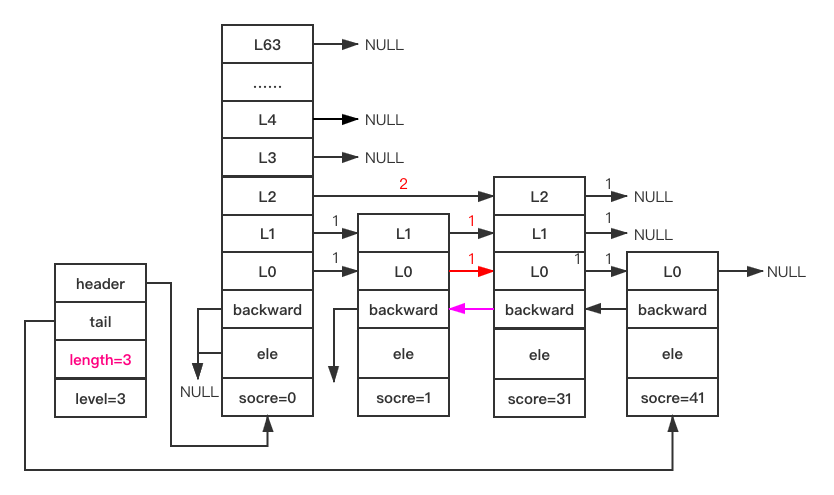 L63 NULL
......
L4 NULL
L3 NULL
L2 2 L2 1 NULL
L1 1 L1 1 L1 1 NULL
L0 1 L0 1 L0 1 1 L0 NULL
header
backward backward backward backward
tail
ele ele ele ele
length=3
NULL
level=3 socre=0 socre=1 score=31 socre=41